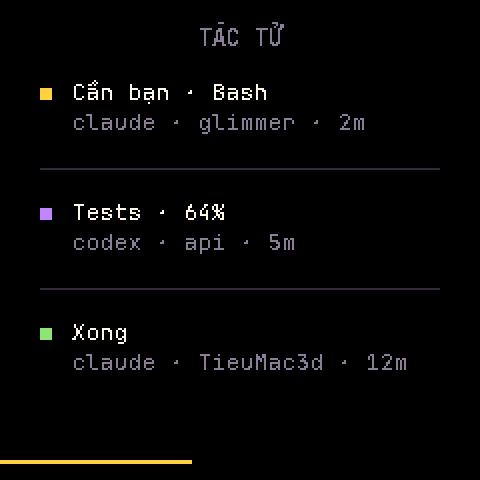 TÁC TỬ
Cần bạn · Bash
claude · glimmer · 2m
Tests · 64%
codex · api · 5m
Xong
claude · TieuMac3d · 12m